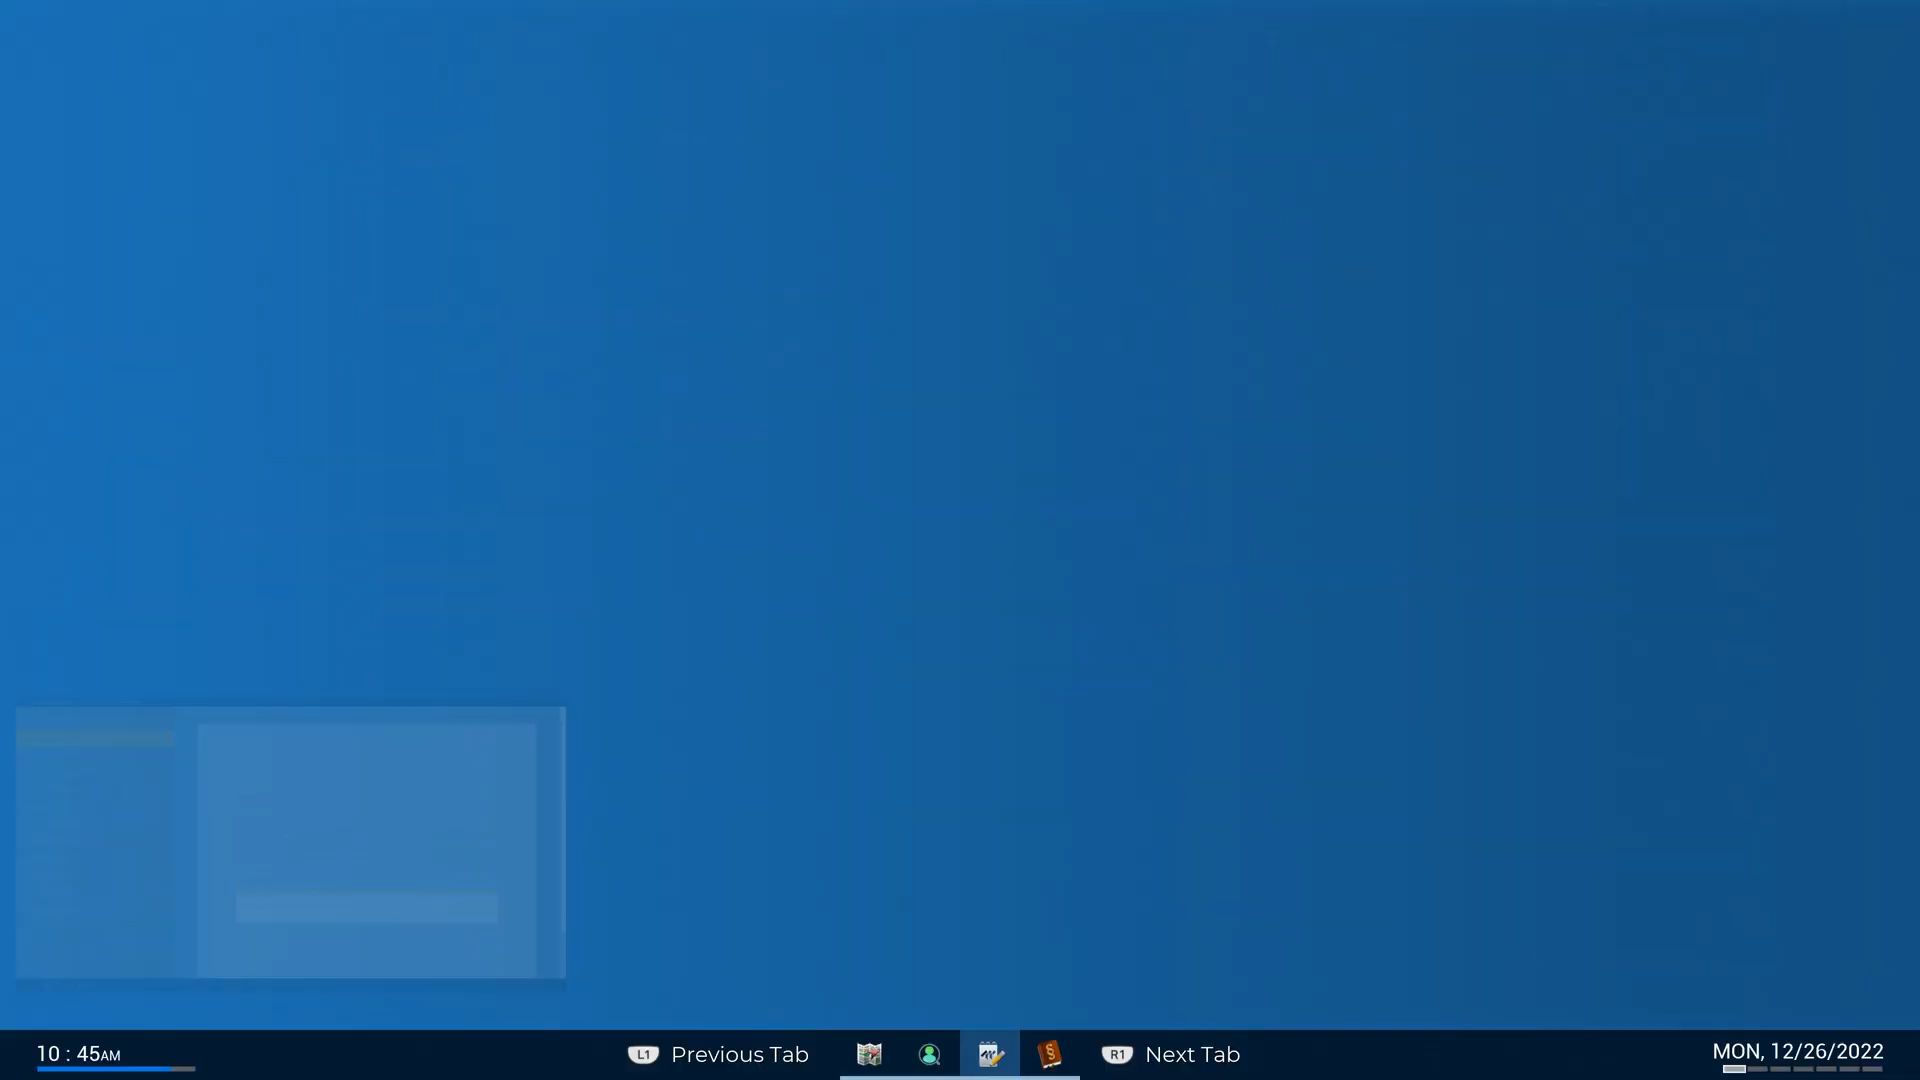 10 : 45AM
L1 Previous Tab
§
R1 Next Tab
MON, 12/26/2022